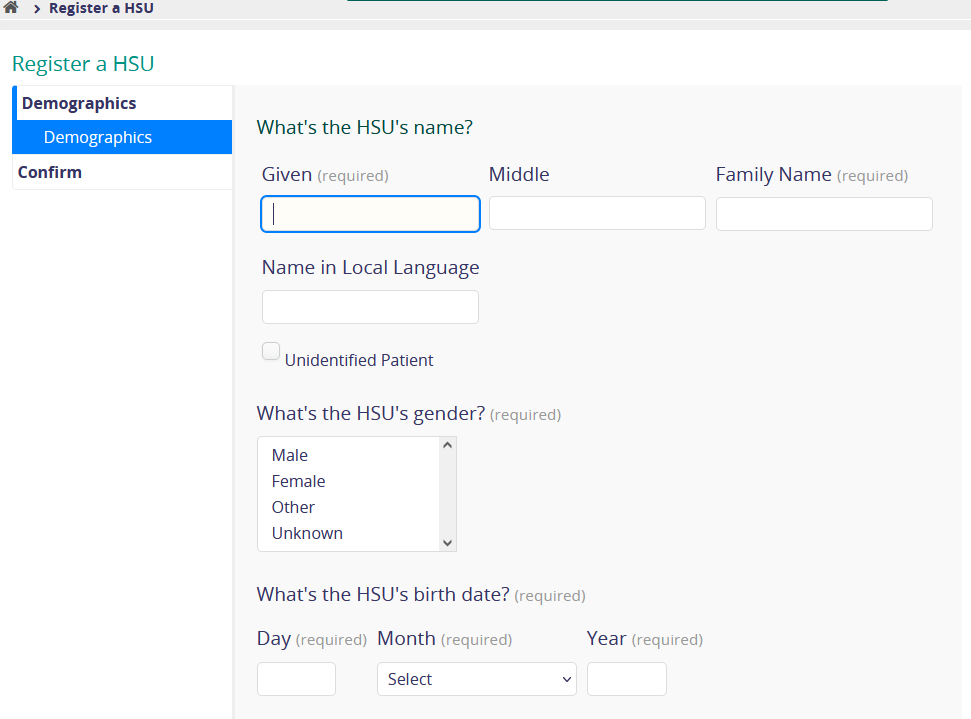 Register a HSU
Register a HSU
Demographics
Demographics
Confirm
What's the HSU's name?
Given (required) Middle Family Name (required)
Name in Local Language
Unidentified Patient
What's the HSU's gender? (required)
Male
Female
Other
Unknown
What's the HSU's birth date? (required)
Day (required) Month (required) Year (required)
Select